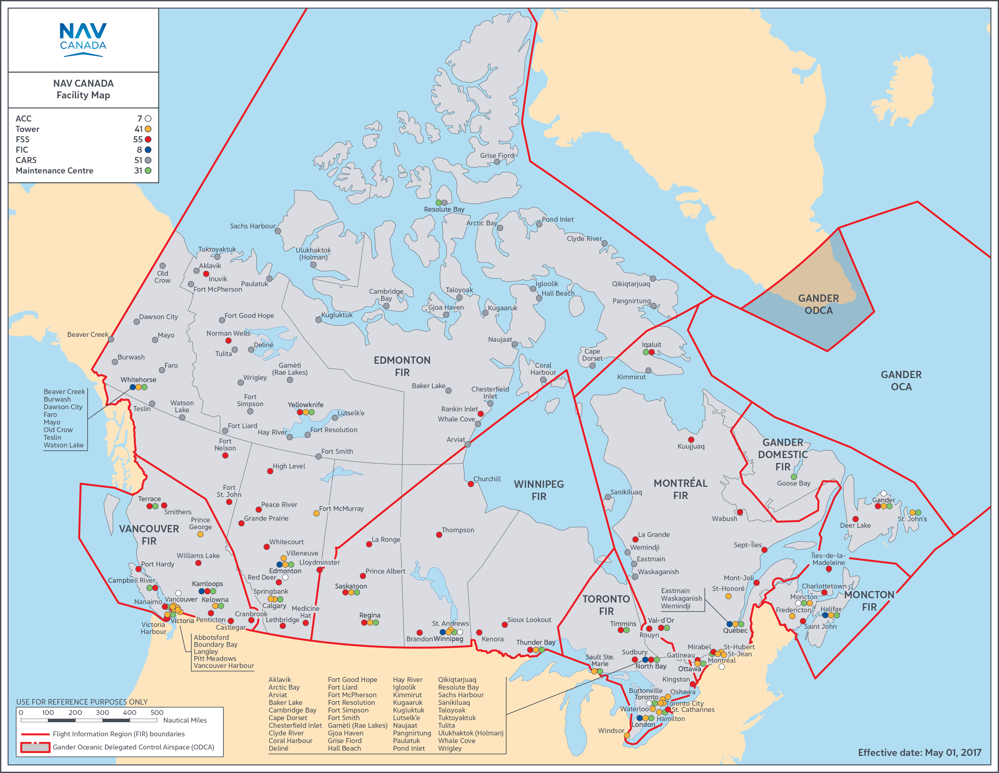 NAV
CANADA
NAV CANADA
Facility Map
ACC 7
Tower 41
FSS 55
FIC 8
CARS 51
Maintenance Centre 31
Grise Fiord
Resolute Bay
Sachs Harbour
Arctic Bay
Pond Inlet
Clyde River
Tuktoyaktuk
Ulukhaktok
(Holman)
Aklavik
Old
Crow
Inuvik
Paulatuk
Fort McPherson
Qikiqtarjuaq
Igloolik
Hall Beach
Taloyoak
Cambridge
Bay
Pangnirtung
Gjoa Haven
Kugaaruk
Kugluktuk
Dawson City
Fort Good Hope
GANDER
ODCA
Beaver Creek
Mayo
Norman Wells
Deliné
Tulita
Naujaat
Iqaluit
Cape
Dorset
Burwash
Faro
Gamètì
(Rae Lakes)
EDMONTON
FIR
Coral
Harbour
Kimmirut
GANDER
OCA
Whitehorse
Wrigley
Baker Lake
Chesterfield
Inlet
Beaver Creek
Burwash
Dawson City
Faro
Mayo
Old Crow
Teslin
Watson Lake
Teslin
Watson
Lake
Fort
Simpson
Yellowknife
Lutselk'e
Rankin Inlet
Whale Cove
Fort Liard
Hay River
Fort Resolution
Arviat
Fort
Nelson
Fort Smith
Kuujjuaq
GANDER
DOMESTIC
FIR
Goose Bay
High Level
Churchill
WINNIPEG
FIR
MONTRÉAL
FIR
Fort
St. John
Sanikiluaq
Terrace
Smithers
Peace River
Fort McMurray
Gander
Grande Prairie
Wabush
Deer Lake
St. John's
Prince
George
VANCOUVER
FIR
Thompson
La Ronge
La Grande
Whitecourt
Wemindji
Sept-Îles
Villeneuve
Williams Lake
Lloydminster
Eastmain
Îles-de-la-
Madeleine
Port Hardy
Edmonton
Prince Albert
Waskaganish
Red Deer
Campbell River
Kamloops
Saskatoon
Mont-Joli
St-Honoré
Charlottetown
Eastmain
Waskaganish
Wemindji
Springbank
Calgary
Nanaimo
Vancouver
Kelowna
TORONTO
FIR
Moncton
MONCTON
FIR
Fredericton
Halifax
Cranbrook
Medicine
Hat
Regina
Victoria
Penticton
Lethbridge
Castlegar
Victoria
Harbour
St. Andrews
Sioux Lookout
Timmins
Val-d'Or
Québec
Saint John
Brandon
Winnipeg
Kenora
Rouyn
Abbotsford
Boundary Bay
Langley
Pitt Meadows
Vancouver Harbour
Thunder Bay
Sudbury
North Bay
Gatineau
Mirabel
St-Hubert
St-Jean
Montréal
Sault Ste.
Marie
Ottawa
Kingston
Aklavik Fort Good Hope Hay River Qikiqtarjuaq
Arctic Bay Fort Liard Igloolik Resolute Bay
Arviat Fort McPherson Kimmirut Sachs Harbour
Baker Lake Fort Resolution Kugaaruk Sanikiluaq
Cambridge Bay Fort Simpson Kugluktuk Taloyoak
Cape Dorset Fort Smith Lutselk'e Tuktoyaktuk
Chesterfield Inlet Gamètì (Rae Lakes) Naujaat Tulita
Clyde River Gjoa Haven Pangnirtung Ulukhaktok (Holman)
Coral Harbour Grise Fiord Paulatuk Whale Cove
Deliné Hall Beach Pond Inlet Wrigley
Buttonville
Oshawa
Toronto
Toronto City
Waterloo
St. Catharines
Hamilton
London
Windsor
USE FOR REFERENCE PURPOSES ONLY
0 100 200 300 400 500
Nautical Miles
Flight Information Region (FIR) boundaries
Gander Oceanic Delegated Control Airspace (ODCA)
Effective date: May 01, 2017